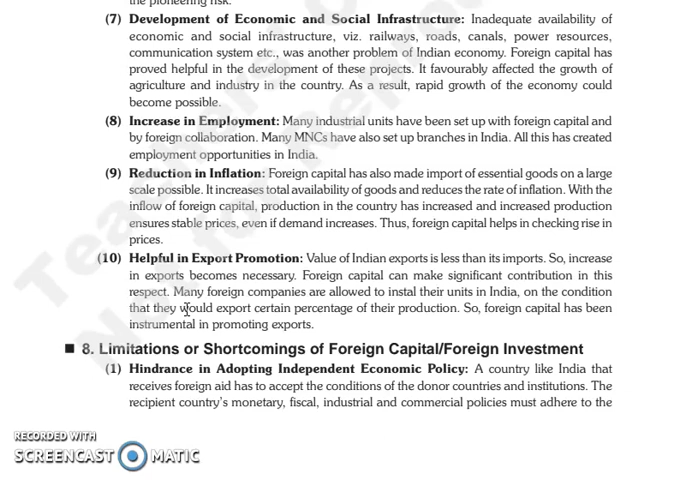 the pioneering risk.
(7) Development of Economic and Social Infrastructure: Inadequate availability of
economic and social infrastructure, viz. railways, roads, canals, power resources,
communication system etc., was another problem of Indian economy. Foreign capital has
proved helpful in the development of these projects. It favourably affected the growth of
agriculture and industry in the country. As a result, rapid growth of the economy could
become possible.
(8) Increase in Employment: Many industrial units have been set up with foreign capital and
by foreign collaboration. Many MNCs have also set up branches in India. All this has created
employment opportunities in India.
(9) Reduction in Inflation: Foreign capital has also made import of essential goods on a large
scale possible. It increases total availability of goods and reduces the rate of inflation. With the
inflow of foreign capital, production in the country has increased and increased production
ensures stable prices, even if demand increases. Thus, foreign capital helps in checking rise in
prices.
(10) Helpful in Export Promotion: Value of Indian exports is less than its imports. So, increase
in exports becomes necessary. Foreign capital can make significant contribution in this
respect. Many foreign companies are allowed to instal their units in India, on the condition
that they would export certain percentage of their production. So, foreign capital has been
instrumental in promoting exports.
■ 8. Limitations or Shortcomings of Foreign Capital/Foreign Investment
(1) Hindrance in Adopting Independent Economic Policy: A country like India that
receives foreign aid has to accept the conditions of the donor countries and institutions. The
recipient country's monetary, fiscal, industrial and commercial policies must adhere to the
RECORDED WITH
SCREENCAST MATIC